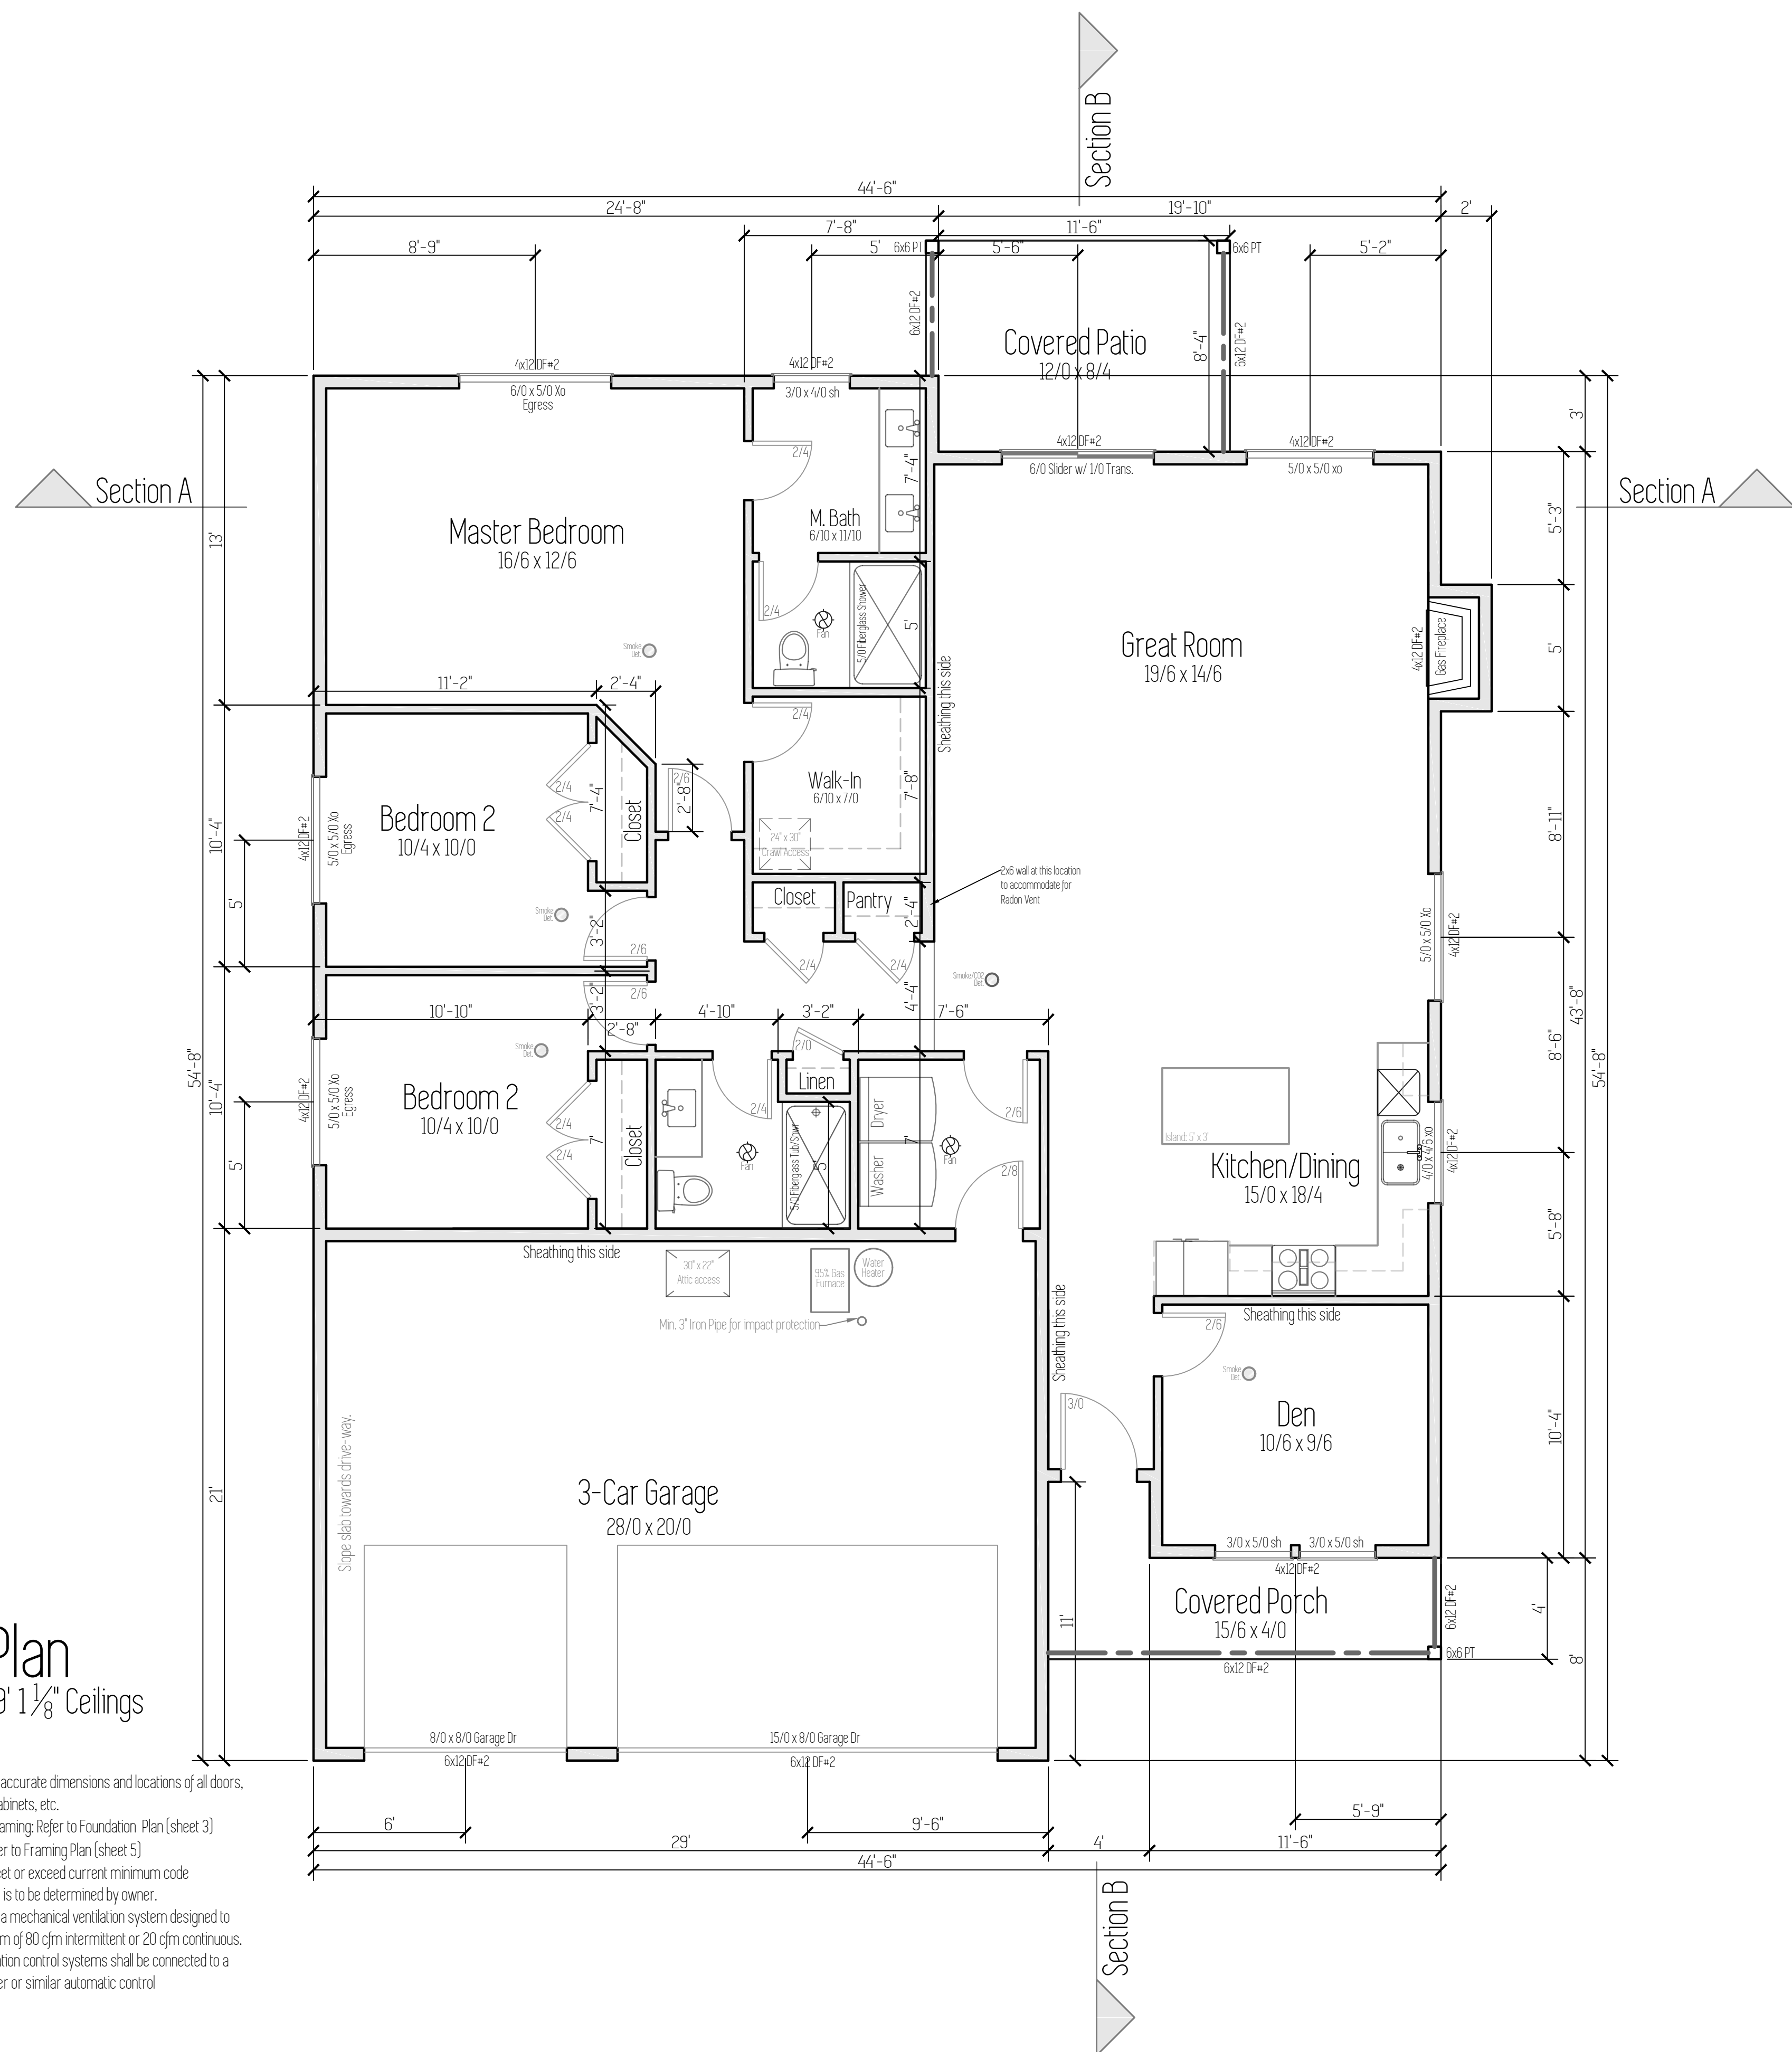 Section B
44'-6"
24'-8"
19'-10"
2'
7'-8"
11'-6"
8'-9"
5'
6x6 PT
5'-6"
6x6 PT
5'-2"
6x12 DF#2
Covered Patio
12/0 x 8/4
8'-4"
6x12 DF#2
4x12 DF#2
6/0 x 5/0 Xo
Egress
4x12 DF#2
3/0 x 4/0 sh
3'
4x12 DF#2
6/0 Slider w/ 1/0 Trans.
4x12 DF#2
5/0 x 5/0 xo
2/4
7'-4"
Section A
Section A
13'
Master Bedroom
16/6 x 12/6
M. Bath
6/10 x 11/10
5'-3"
2/4
Fan
5/0 Fiberglass Shower
5'
Smoke
Det.
Great Room
19/6 x 14/6
4x12 DF#2
Gas Fireplace
5'
11'-2"
2'-4"
2/4
Sheathing this side
Bedroom 2
10/4 x 10/0
2/4
2/4
7'-4"
Closet
2/6
2'-8"
Walk-In
6/10 x 7/0
7'-8"
24" x 30"
Crawl Access
10'-4"
5'
4x12 DF#2
5/0 x 5/0 Xo
Egress
8'-11"
2x6 wall at this location
to accommodate for
Radon Vent
Closet
Pantry
2'-4"
Smoke
Det.
3'-2"
2/6
2/4
2/4
5/0 x 5/0 Xo
4x12 DF#2
Smoke/CO2
Det.
2/6
3'-2"
4'-4"
10'-10"
2'-8"
4'-10"
3'-2"
7'-6"
Smoke
Det.
2/0
54'-8"
10'-4"
5'
4x12 DF#2
5/0 x 5/0 Xo
Egress
Bedroom 2
10/4 x 10/0
2/4
2/4
7'
Closet
2/4
Linen
Fan
5/0 Fiberglass Tub/Shwr
5'
Dryer
Washer
7'
Fan
2/6
2/8
Island: 5' x 3'
Kitchen/Dining
15/0 x 18/4
4/0 x 4/6 xo
4x12 DF#2
8'-6"
43'-8"
54'-8"
5'-8"
Sheathing this side
30" x 22"
Attic access
95% Gas
Furnace
Water
Heater
Min. 3" Iron Pipe for impact protection
Sheathing this side
Sheathing this side
2/6
Smoke
Det.
3/0
Den
10/6 x 9/6
10'-4"
21'
Slope slab towards drive-way.
3-Car Garage
28/0 x 20/0
3/0 x 5/0 sh
3/0 x 5/0 sh
4x12 DF#2
Covered Porch
15/6 x 4/0
6x12 DF#2
6x12 DF#2
6x6 PT
11'
4'
8'
Plan
9' 1 1/8" Ceilings
8/0 x 8/0 Garage Dr
6x12 DF#2
15/0 x 8/0 Garage Dr
6x12 DF#2
accurate dimensions and locations of all doors,
abinets, etc.
aming: Refer to Foundation Plan (sheet 3)
er to Framing Plan (sheet 5)
eet or exceed current minimum code
is to be determined by owner.
a mechanical ventilation system designed to
m of 80 cfm intermittent or 20 cfm continuous.
ation control systems shall be connected to a
er or similar automatic control
6'
9'-6"
5'-9"
29'
4'
11'-6"
44'-6"
Section B